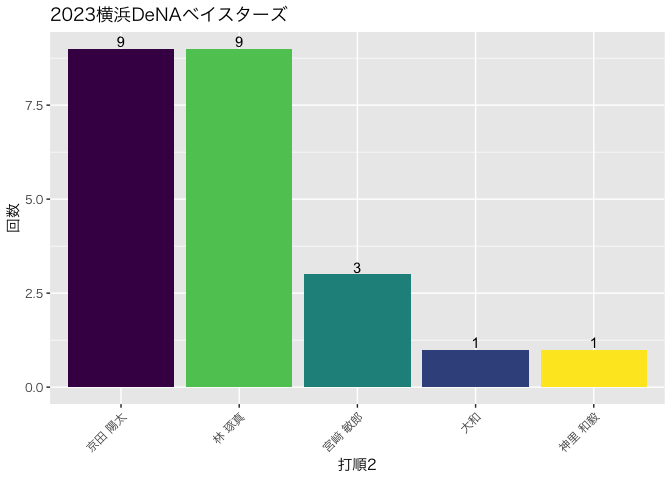 2023横浜DeNAベイスターズ
9
9
3
1
1
7.5
5.0
2.5
0.0
回数
京田 陽太
林 琢真
宮﨑 敏郎
大和
神里 和毅
打順2